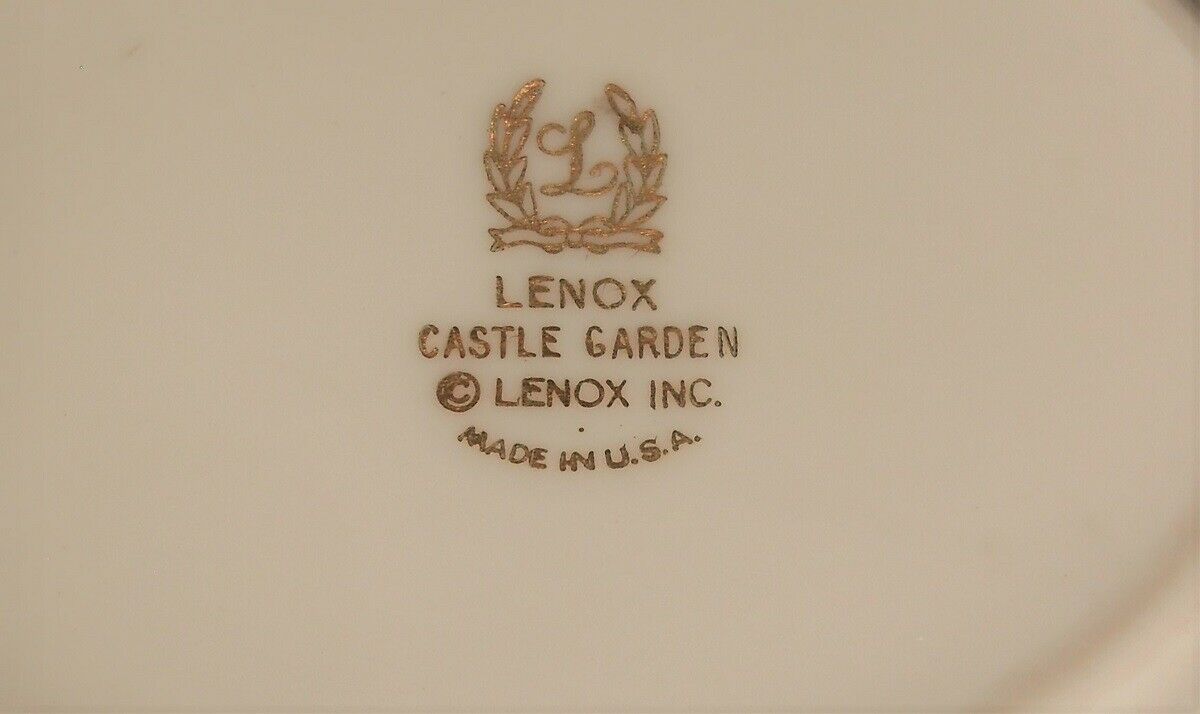 L
LENOX
CASTLE GARDEN
© LENOX INC.
MADE IN U.S.A.